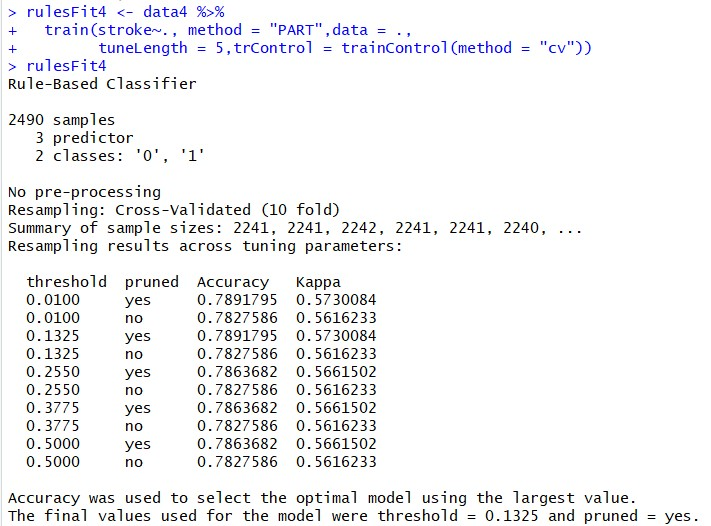 > rulesFit4 <- data4 %>%
+   train(stroke~., method = "PART",data = .,
+         tuneLength = 5,trControl = trainControl(method = "cv"))
> rulesFit4
Rule-Based Classifier

2490 samples
   3 predictor
   2 classes: '0', '1'

No pre-processing
Resampling: Cross-Validated (10 fold)
Summary of sample sizes: 2241, 2241, 2242, 2241, 2241, 2240, ...
Resampling results across tuning parameters:

  threshold  pruned  Accuracy   Kappa
  0.0100     yes     0.7891795  0.5730084
  0.0100     no      0.7827586  0.5616233
  0.1325     yes     0.7891795  0.5730084
  0.1325     no      0.7827586  0.5616233
  0.2550     yes     0.7863682  0.5661502
  0.2550     no      0.7827586  0.5616233
  0.3775     yes     0.7863682  0.5661502
  0.3775     no      0.7827586  0.5616233
  0.5000     yes     0.7863682  0.5661502
  0.5000     no      0.7827586  0.5616233

Accuracy was used to select the optimal model using the largest value.
The final values used for the model were threshold = 0.1325 and pruned = yes.